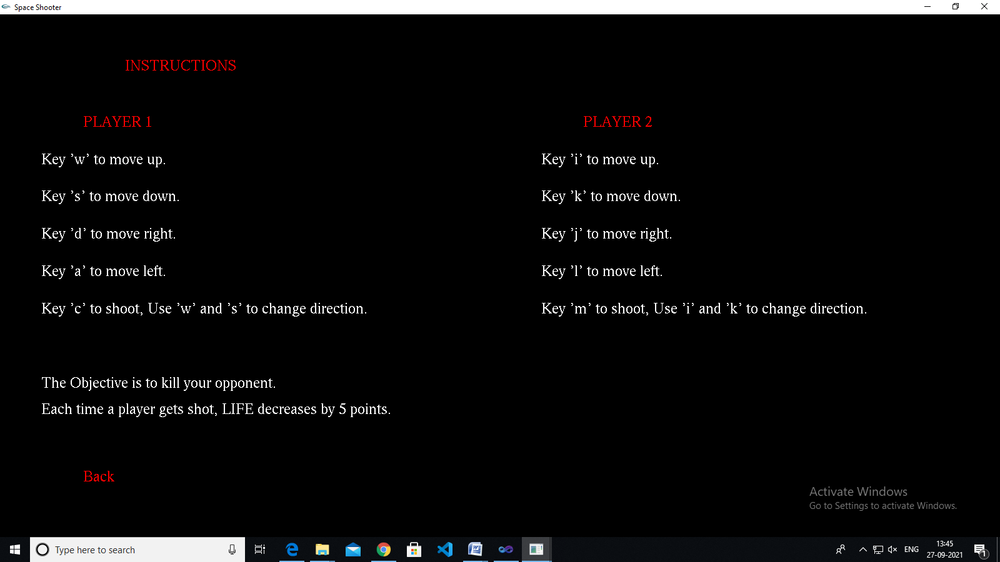 Space Shooter
INSTRUCTIONS
PLAYER 1
Key ’w’ to move up.
Key ’s’ to move down.
Key ’d’ to move right.
Key ’a’ to move left.
Key ’c’ to shoot, Use ’w’ and ’s’ to change direction.
PLAYER 2
Key ’i’ to move up.
Key ’k’ to move down.
Key ’j’ to move right.
Key ’l’ to move left.
Key ’m’ to shoot, Use ’i’ and ’k’ to change direction.
The Objective is to kill your opponent.
Each time a player gets shot, LIFE decreases by 5 points.
Back
Activate Windows
Go to Settings to activate Windows.
Type here to search
ENG
13:45
27-09-2021
1